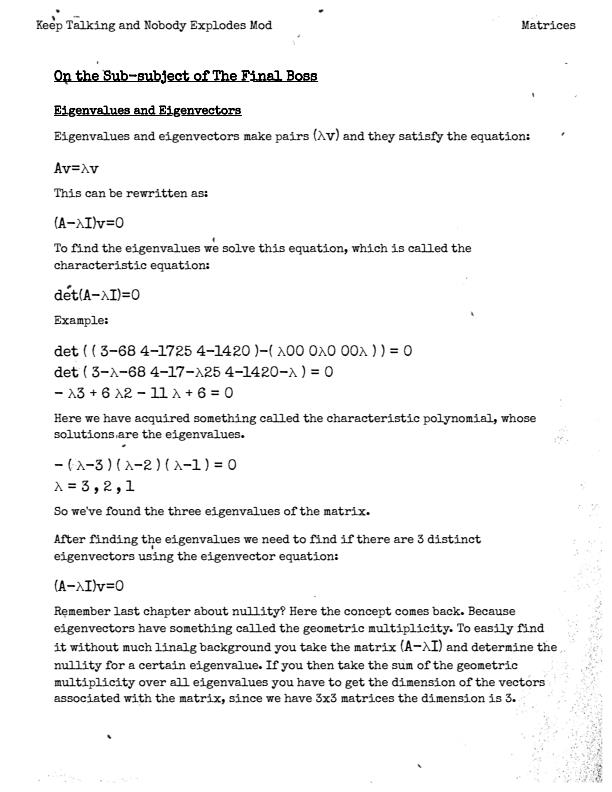 Keep Talking and Nobody Explodes Mod
Matrices
On the Sub-subject of The Final Boss
Eigenvalues and Eigenvectors
Eigenvalues and eigenvectors make pairs (λv) and they satisfy the equation:
Av=λv
This can be rewritten as:
(A-λI)v=0
To find the eigenvalues we solve this equation, which is called the
characteristic equation:
det(A-λI)=0
Example:
det ( ( 3-68 4-1725 4-1420 )-( λ00 0λ0 00λ ) ) = 0
det ( 3-λ-68 4-17-λ25 4-1420-λ ) = 0
- λ3 + 6 λ2 - 11 λ + 6 = 0
Here we have acquired something called the characteristic polynomial, whose
solutions are the eigenvalues.
- ( λ-3 ) ( λ-2 ) ( λ-1 ) = 0
λ = 3 , 2 , 1
So we've found the three eigenvalues of the matrix.
After finding the eigenvalues we need to find if there are 3 distinct
eigenvectors using the eigenvector equation:
(A-λI)v=0
Remember last chapter about nullity? Here the concept comes back. Because
eigenvectors have something called the geometric multiplicity. To easily find
it without much linalg background you take the matrix (A-λI) and determine the
nullity for a certain eigenvalue. If you then take the sum of the geometric
multiplicity over all eigenvalues you have to get the dimension of the vectors
associated with the matrix, since we have 3x3 matrices the dimension is 3.